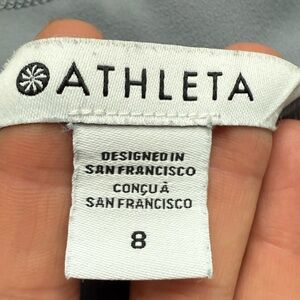 ATHLETA
DESIGNED IN
SAN FRANCISCO
CONÇU À
SAN FRANCISCO
8